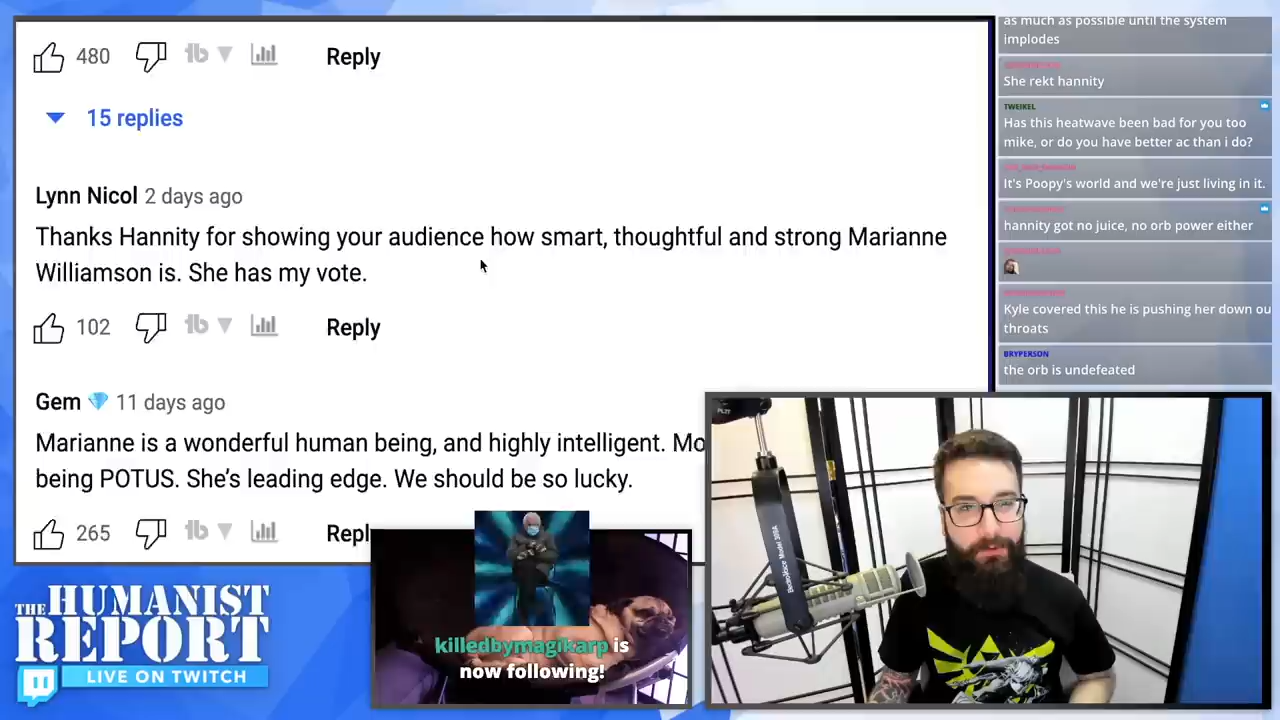 480
Reply
15 replies
Lynn Nicol 2 days ago
Thanks Hannity for showing your audience how smart, thoughtful and strong Marianne
Williamson is. She has my vote.
102
Reply
Gem 11 days ago
Marianne is a wonderful human being, and highly intelligent.
being POTUS. She's leading edge. We should be so lucky.
265
as much as possible until the system
implodes
She rekt hannity
TWEIKEL
Has this heatwave been bad for you too
mike, or do you have better ac than i do?
It's Poopy's world and we're just living in it.
hannity got no juice, no orb power either
Kyle covered this he is pushing her down ou
throats
BRYPERSON
the orb is undefeated
THE
HUMANIST
REPORT
LIVE ON TWITCH
killedbymagikarp is
now following!